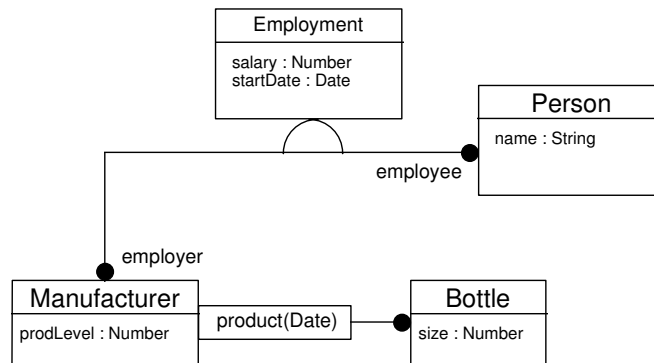 Employment
salary : Number
startDate : Date
Person
name : String
employee
employer
Manufacturer
prodLevel : Number
product(Date)
Bottle
size : Number